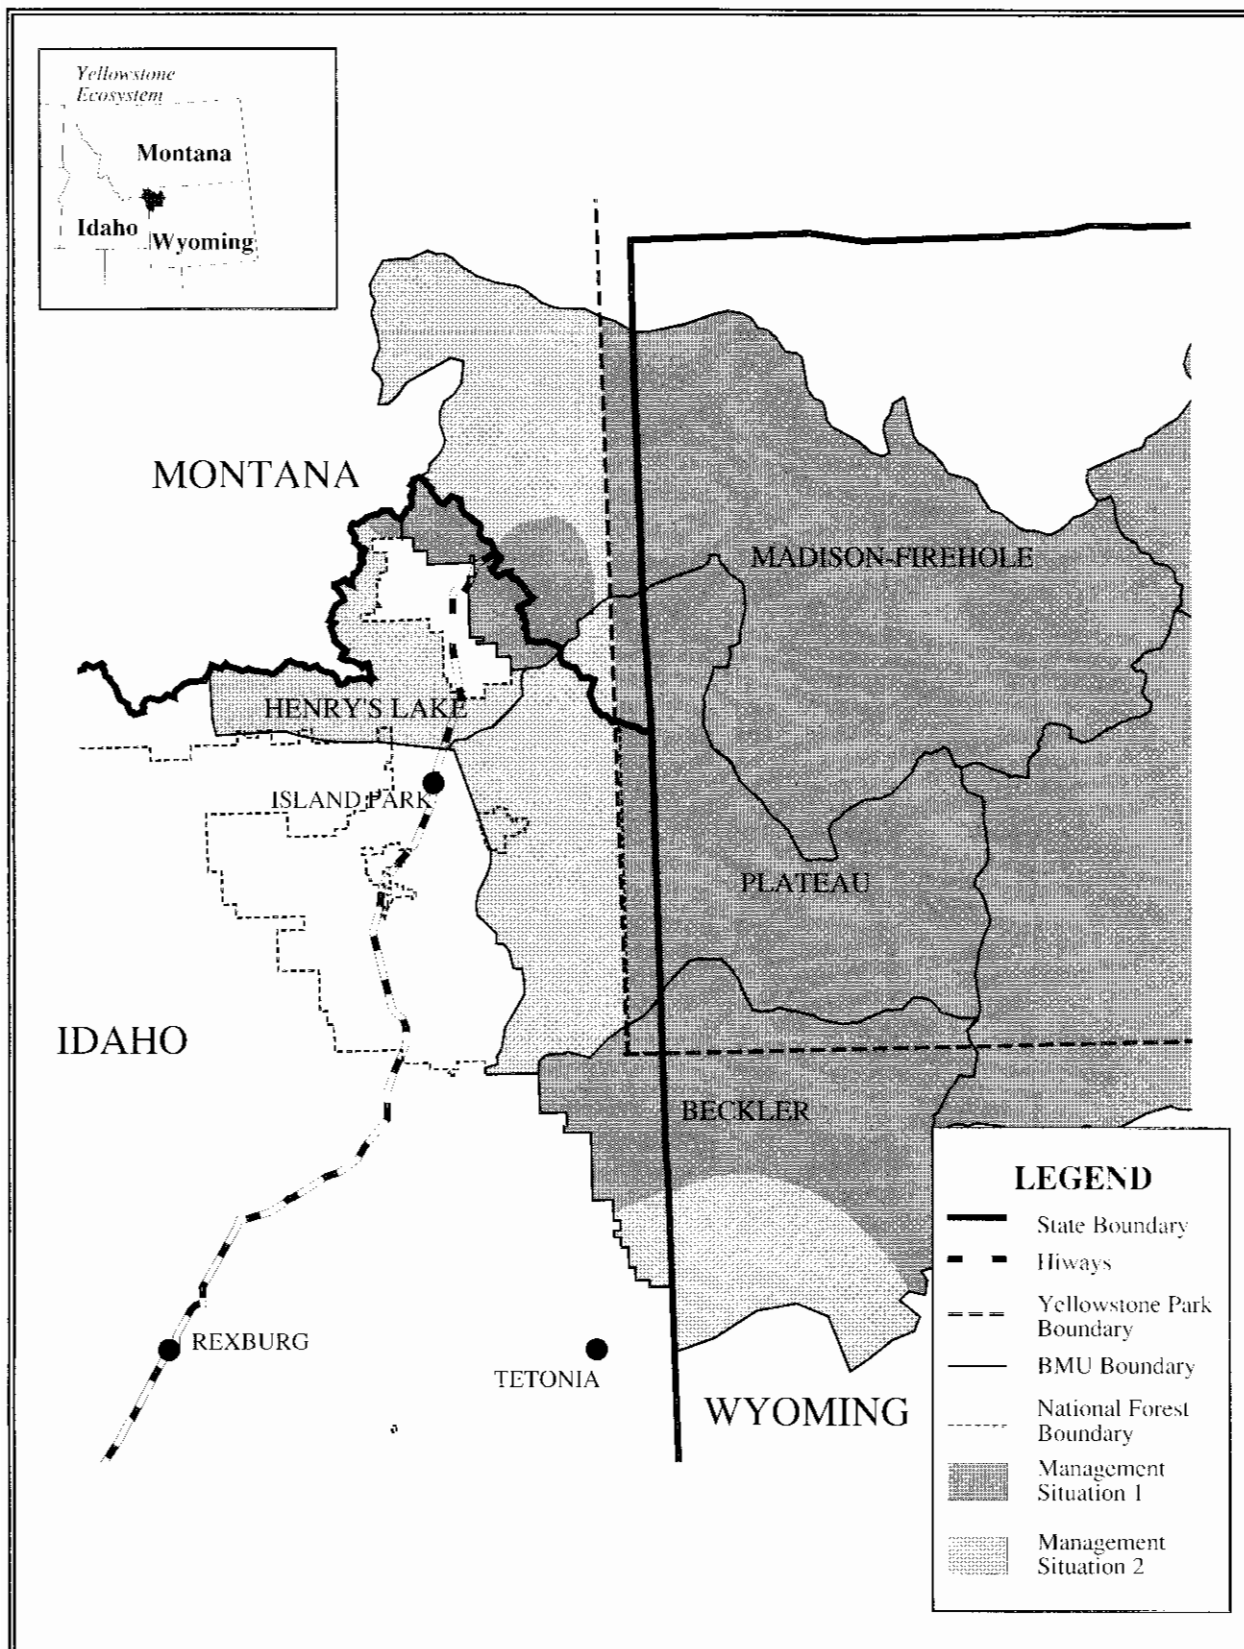 Yellowstone
Ecosystem
Montana
Idaho
Wyoming
MONTANA
MADISON-FIREHOLE
HENRY'S LAKE
ISLAND PARK
PLATEAU
IDAHO
BECKLER
REXBURG
TETONIA
WYOMING
LEGEND
State Boundary
Hiways
Yellowstone Park
Boundary
BMU Boundary
National Forest
Boundary
Management
Situation 1
Management
Situation 2